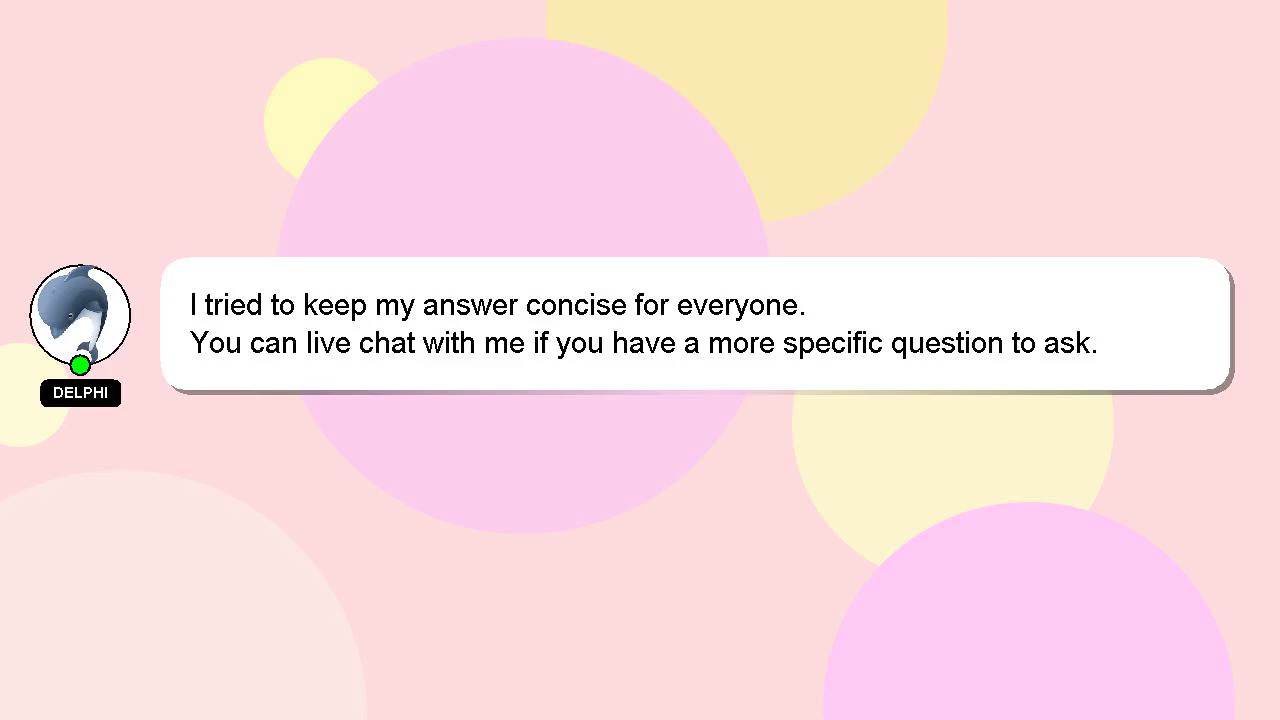 I tried to keep my answer concise for everyone.
You can live chat with me if you have a more specific question to ask.
DELPHI